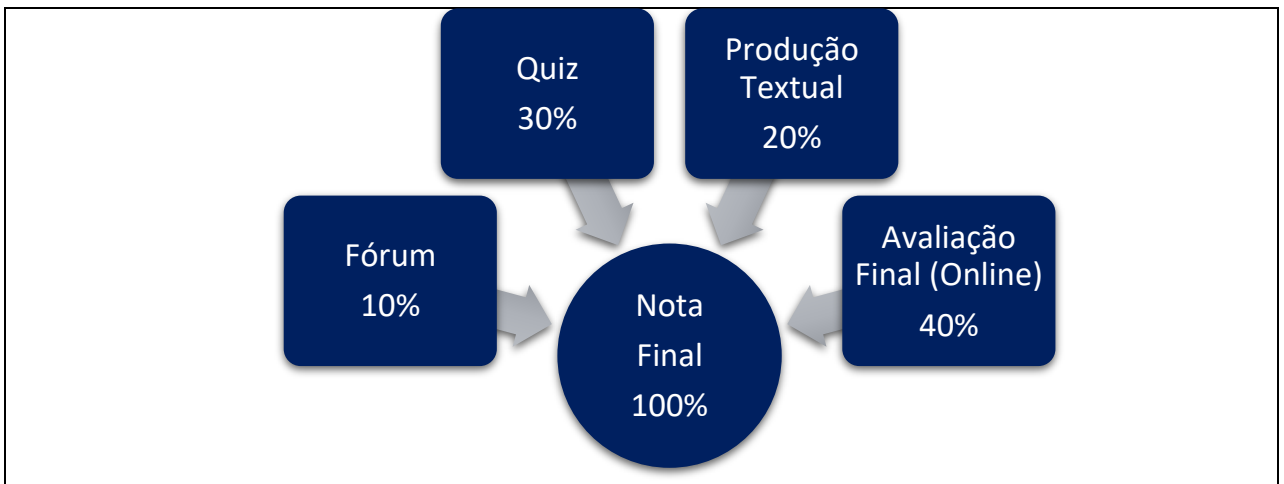 Quiz
30%
Produção
Textual
20%
Fórum
10%
Avaliação
Final (Online)
40%
Nota
Final
100%